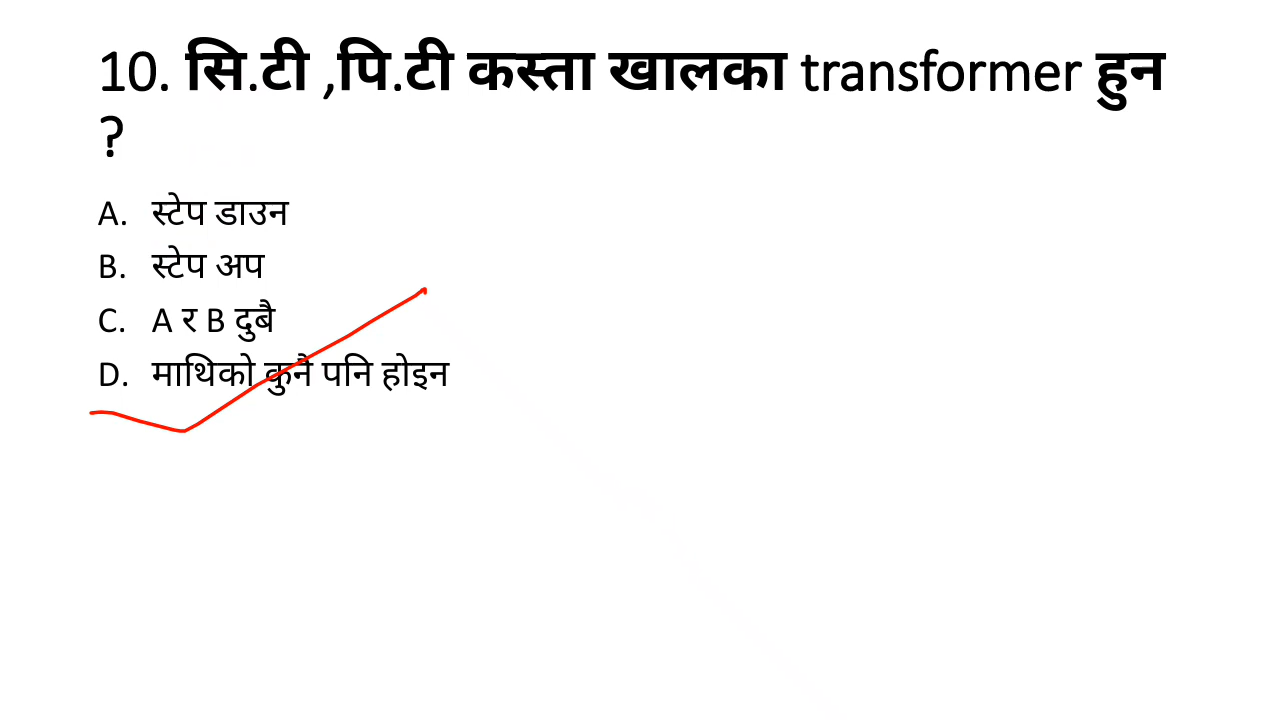 10. सि.टी ,पि.टी कस्ता खालका transformer हुन
?
A. स्टेप डाउन
B. स्टेप अप
C. A र B दुबै
D. माथिको कुनै पनि होइन